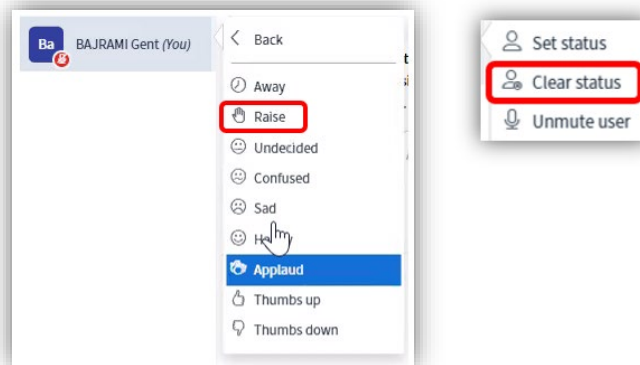 Ba BAJRAMI Gent (You)
Back
Away
Raise
Undecided
Confused
Sad
Applaud
Thumbs up
Thumbs down
Set status
Clear status
Unmute user